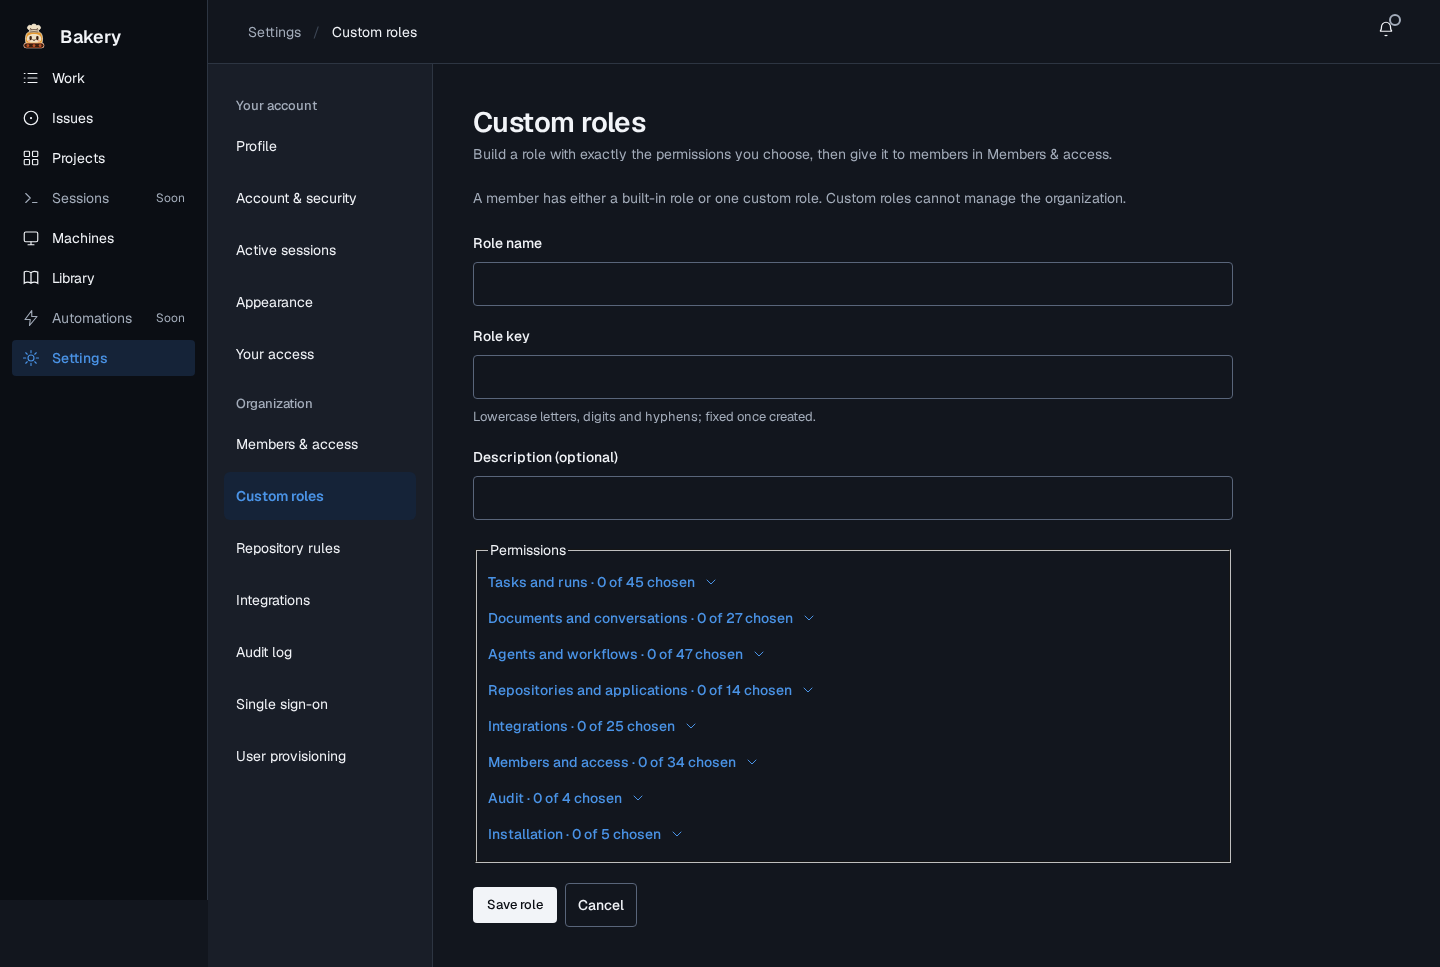 Bakery
Work
Issues
Projects
Sessions Soon
Machines
Library
Automations Soon
Settings
Settings / Custom roles
Your account
Profile
Account & security
Active sessions
Appearance
Your access
Organization
Members & access
Custom roles
Repository rules
Integrations
Audit log
Single sign-on
User provisioning
Custom roles
Build a role with exactly the permissions you choose, then give it to members in Members & access.
A member has either a built-in role or one custom role. Custom roles cannot manage the organization.
Role name
Role key
Lowercase letters, digits and hyphens; fixed once created.
Description (optional)
Permissions
Tasks and runs · 0 of 45 chosen
Documents and conversations · 0 of 27 chosen
Agents and workflows · 0 of 47 chosen
Repositories and applications · 0 of 14 chosen
Integrations · 0 of 25 chosen
Members and access · 0 of 34 chosen
Audit · 0 of 4 chosen
Installation · 0 of 5 chosen
Save role
Cancel